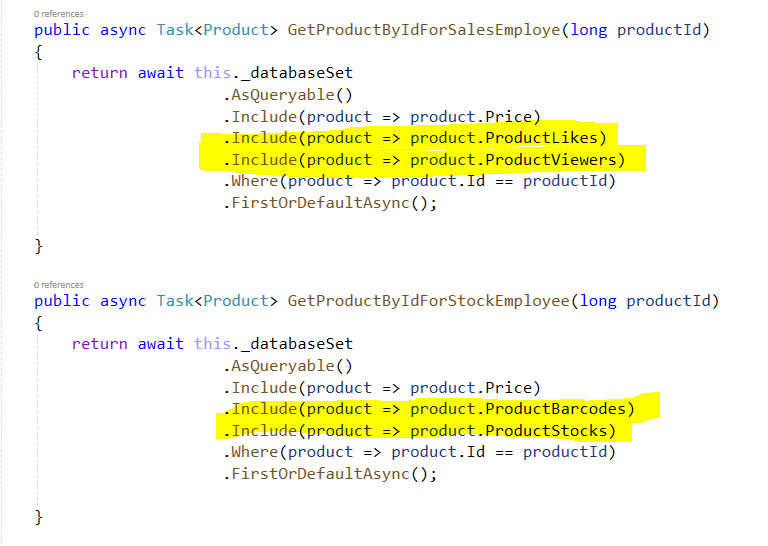 0 references
public async Task<Product> GetProductByIdForSalesEmploye(long productId)
{
return await this._databaseSet
.AsQueryable()
.Include(product => product.Price)
.Include(product => product.ProductLikes)
.Include(product => product.ProductViewers)
.Where(product => product.Id == productId)
.FirstOrDefaultAsync();
}
0 references
public async Task<Product> GetProductByIdForStockEmployee(long productId)
{
return await this._databaseSet
.AsQueryable()
.Include(product => product.Price)
.Include(product => product.ProductBarcodes)
.Include(product => product.ProductStocks)
.Where(product => product.Id == productId)
.FirstOrDefaultAsync();
}